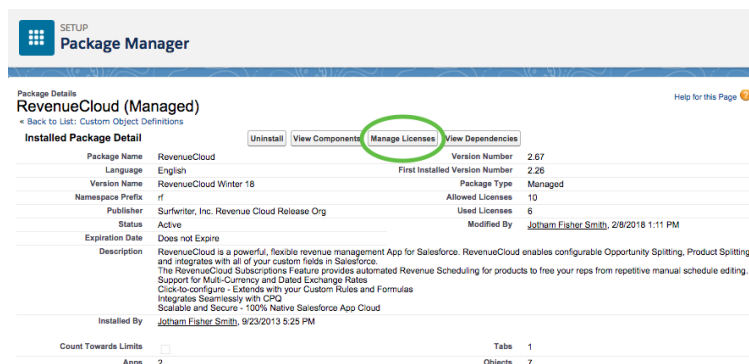 SETUP
Package Manager
Package Details
RevenueCloud (Managed)
Help for this Page
« Back to List: Custom Object Definitions
Installed Package Detail
Uninstall View Components Manage Licenses View Dependencies
Package Name RevenueCloud Version Number 2.67
Language English First Installed Version Number 2.26
Version Name RevenueCloud Winter 18 Package Type Managed
Namespace Prefix rf Allowed Licenses 10
Publisher Surfwriter, Inc. Revenue Cloud Release Org Used Licenses 6
Status Active Modified By Jotham Fisher Smith, 2/8/2018 1:11 PM
Expiration Date Does not Expire
Description RevenueCloud is a powerful, flexible revenue management App for Salesforce. RevenueCloud enables configurable Opportunity Splitting, Product Splitting
and integrates with all of your custom fields in Salesforce.
The RevenueCloud Subscriptions Feature provides automated Revenue Scheduling for products to free your reps from repetitive manual schedule editing.
Support for Multi-Currency and Dated Exchange Rates
Click-to-configure - Extends with your Custom Rules and Formulas
Integrates Seamlessly with CPQ
Scalable and Secure - 100% Native Salesforce App Cloud
Installed By Jotham Fisher Smith, 9/23/2013 5:25 PM
Count Towards Limits Tabs 1
Apps 2 Objects 7